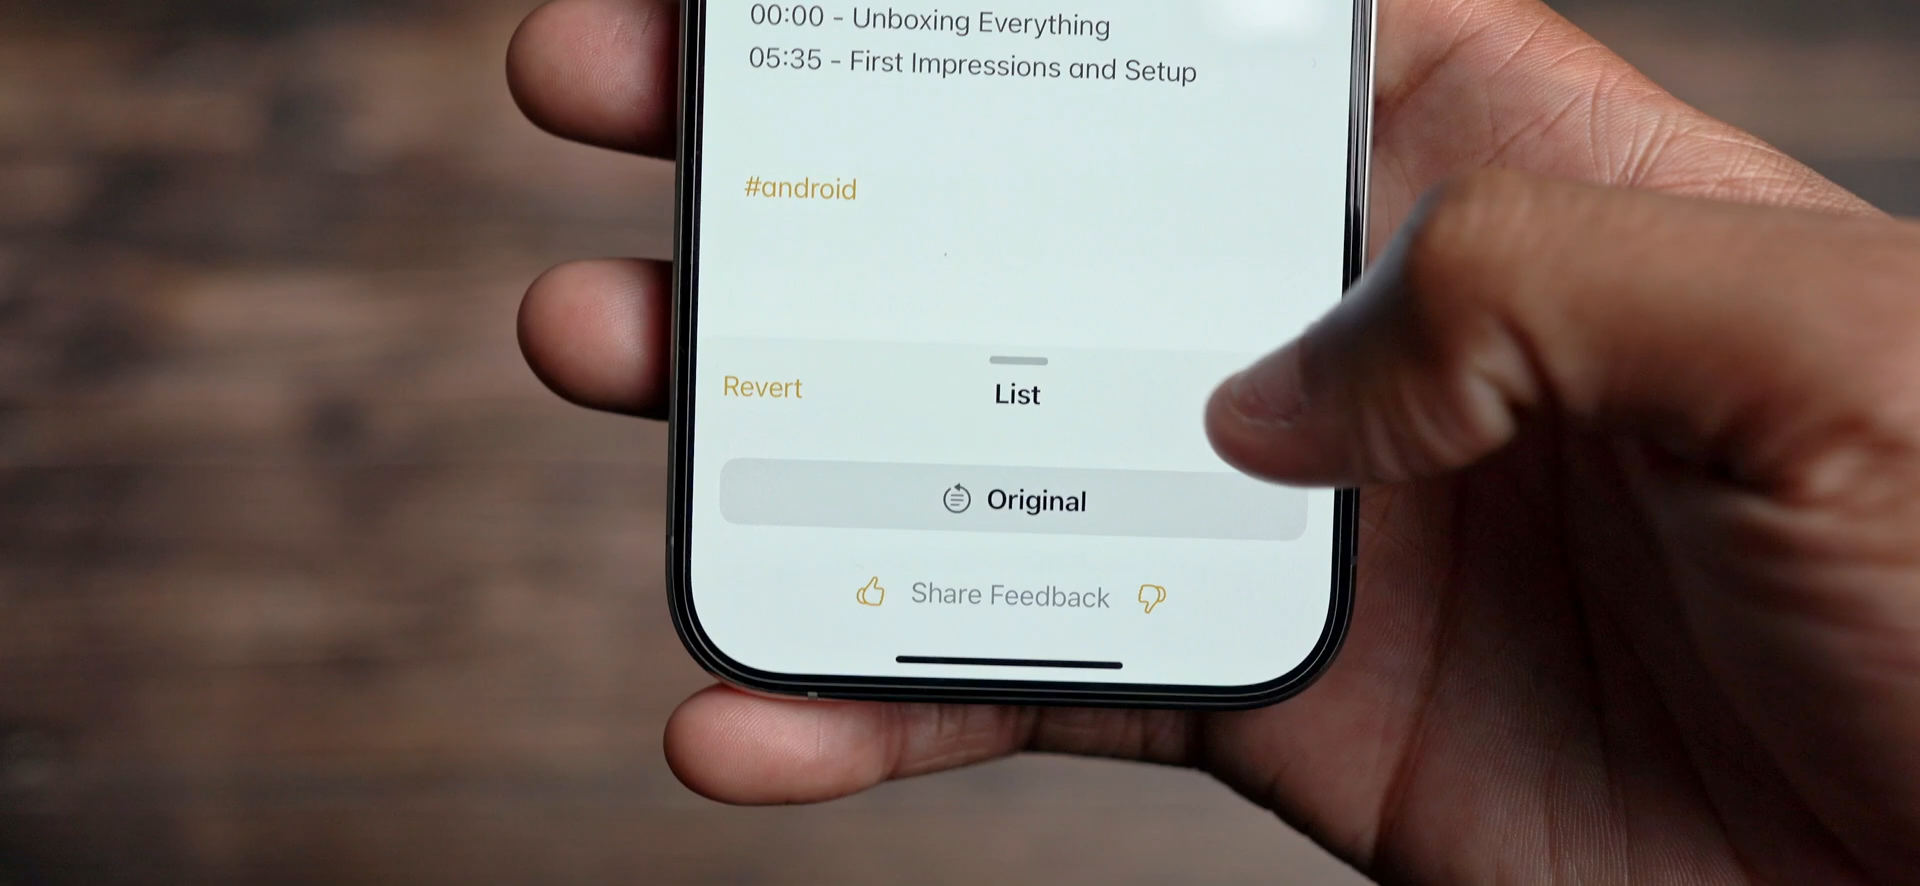 00:00 - Unboxing Everything
05:35 - First Impressions and Setup
#android
Revert
List
Original
Share Feedback